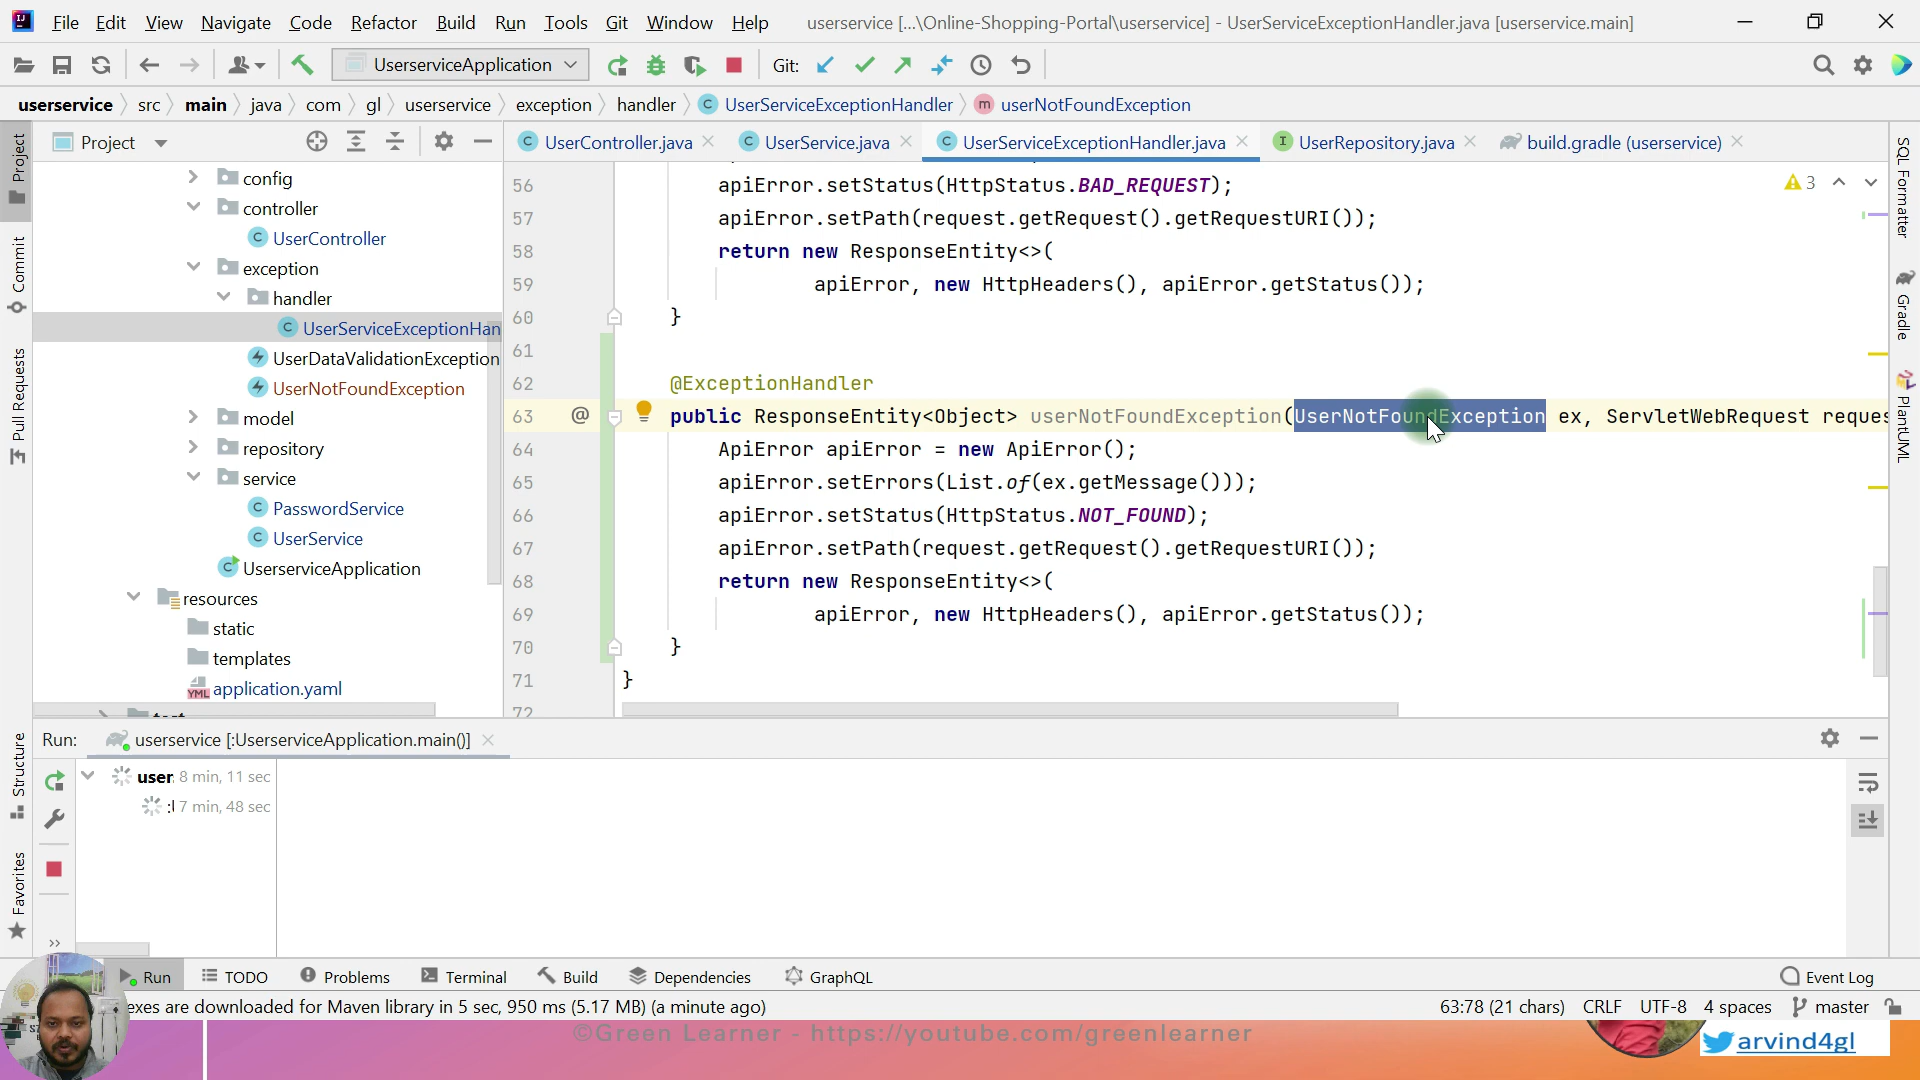 File Edit View Navigate Code Refactor Build Run Tools Git Window Help userservice [...\Online-Shopping-Portal\userservice] - UserServiceExceptionHandler.java [userservice.main]
UserserviceApplication Git:
userservice src main java com gl userservice exception handler UserServiceExceptionHandler userNotFoundException
Project
UserController.java UserService.java UserServiceExceptionHandler.java UserRepository.java build.gradle (userservice)
config
controller
UserController
exception
handler
UserServiceExceptionHan
UserDataValidationException
UserNotFoundException
model
repository
service
PasswordService
UserService
UserserviceApplication
resources
static
templates
application.yaml
56 apiError.setStatus(HttpStatus.BAD_REQUEST);
57 apiError.setPath(request.getRequest().getRequestURI());
58 return new ResponseEntity<>(
59 apiError, new HttpHeaders(), apiError.getStatus());
60 }
61
62 @ExceptionHandler
63 @ public ResponseEntity<Object> userNotFoundException(UserNotFoundException ex, ServletWebRequest reques
64 ApiError apiError = new ApiError();
65 apiError.setErrors(List.of(ex.getMessage()));
66 apiError.setStatus(HttpStatus.NOT_FOUND);
67 apiError.setPath(request.getRequest().getRequestURI());
68 return new ResponseEntity<>(
69 apiError, new HttpHeaders(), apiError.getStatus());
70 }
71 }
72
3
Project
Commit
Pull Requests
Structure
Favorites
SQL Formatter
Gradle
PlantUML
Run: userservice [:UserserviceApplication.main()]
user 8 min, 11 sec
7 min, 48 sec
Run TODO Problems Terminal Build Dependencies GraphQL Event Log
exes are downloaded for Maven library in 5 sec, 950 ms (5.17 MB) (a minute ago) 63:78 (21 chars) CRLF UTF-8 4 spaces master
©Green Learner - https://youtube.com/greenlearner
arvind4gl